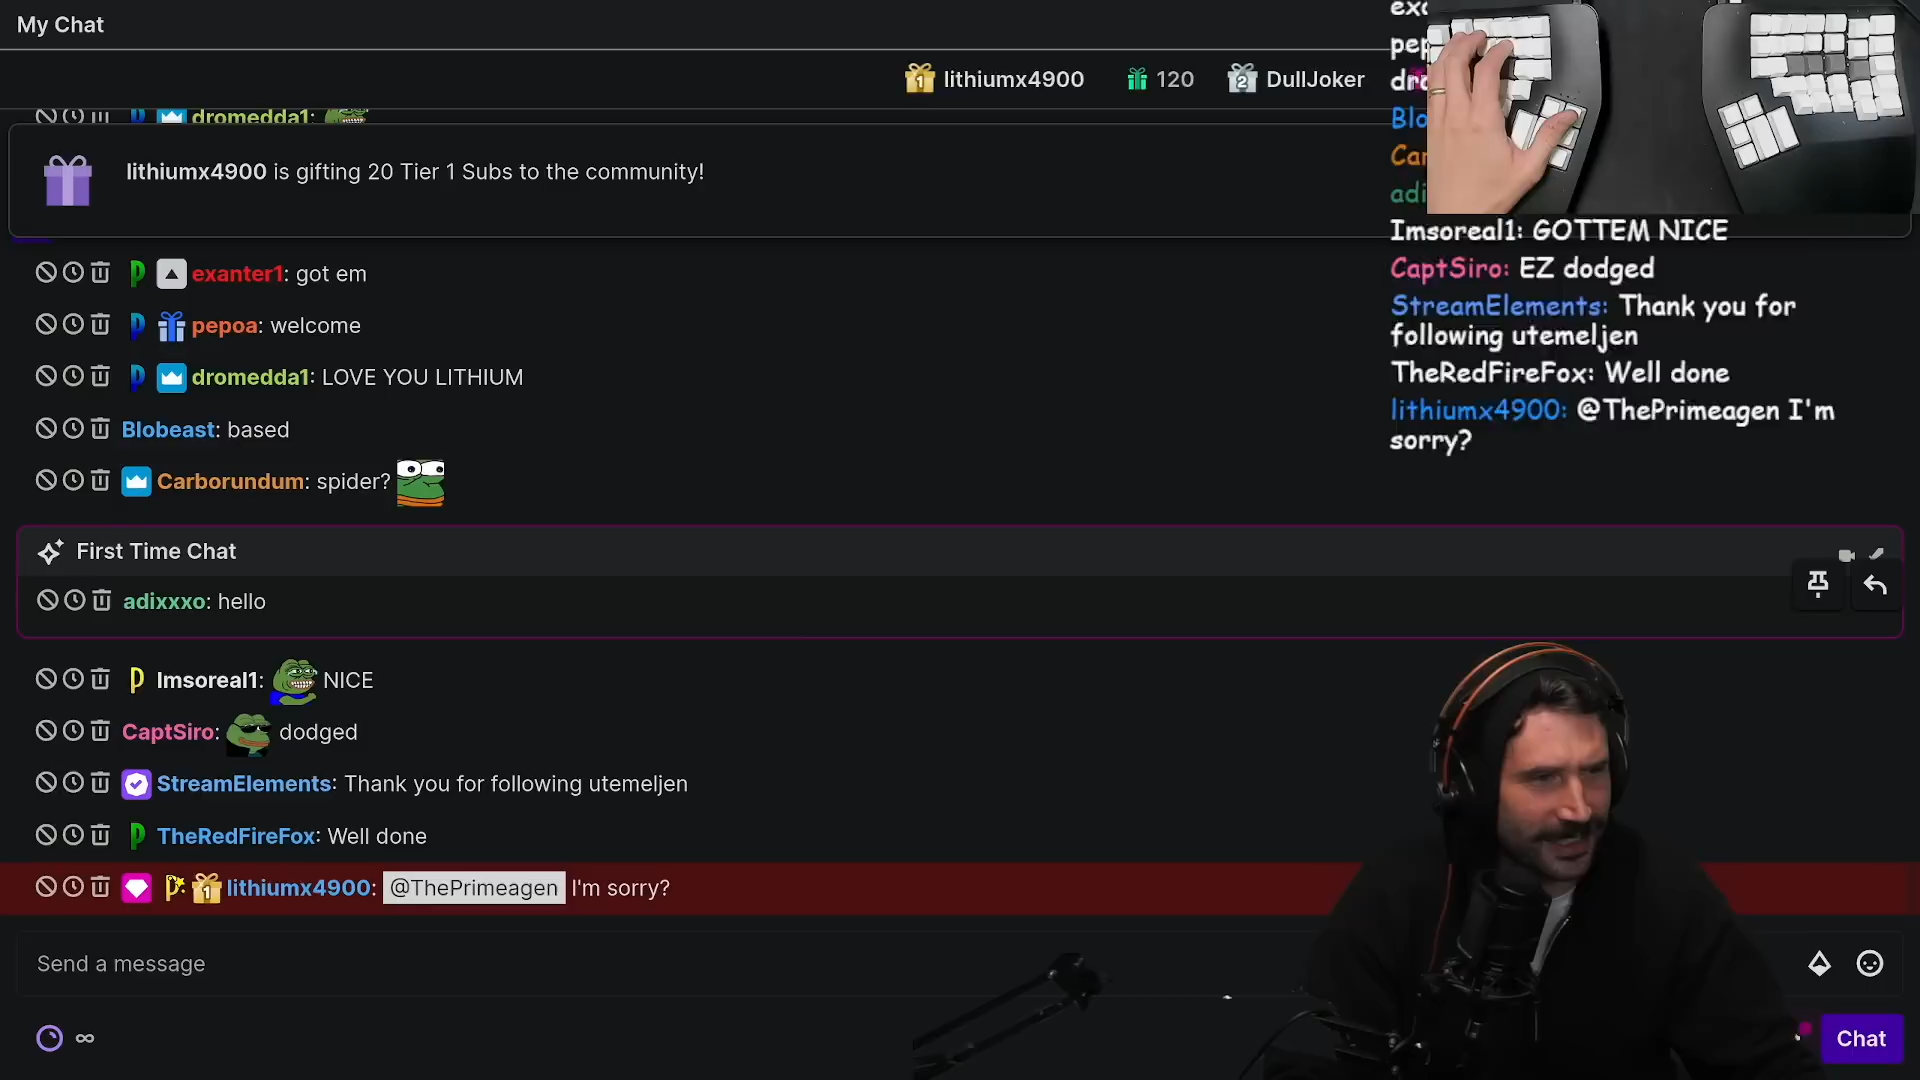 My Chat
lithiumx4900 120 DullJoker
dromedda1:
lithiumx4900 is gifting 20 Tier 1 Subs to the community!
exanter1: got em
pepoa: welcome
dromedda1: LOVE YOU LITHIUM
Blobeast: based
Carborundum: spider?
First Time Chat
adixxxo: hello
Imsoreal1: NICE
CaptSiro: dodged
StreamElements: Thank you for following utemeljen
TheRedFireFox: Well done
lithiumx4900: @ThePrimeagen I'm sorry?
Send a message
∞
Chat
Imsoreal1: GOTTEM NICE
CaptSiro: EZ dodged
StreamElements: Thank you for
following utemeljen
TheRedFireFox: Well done
lithiumx4900: @ThePrimeagen I'm
sorry?